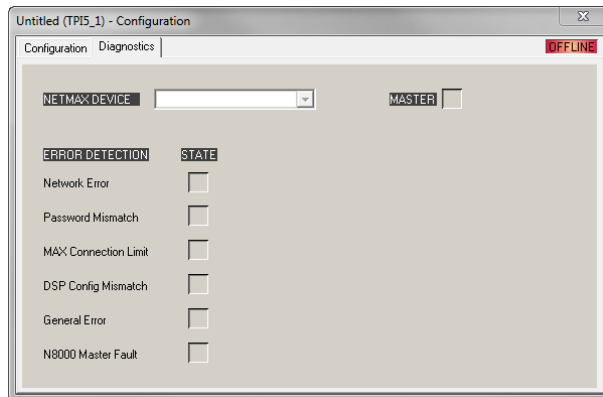 Untitled (TPI5_1) - Configuration
Configuration Diagnostics OFFLINE
NETMAX DEVICE MASTER
ERROR DETECTION STATE
Network Error
Password Mismatch
MAX Connection Limit
DSP Config Mismatch
General Error
N8000 Master Fault